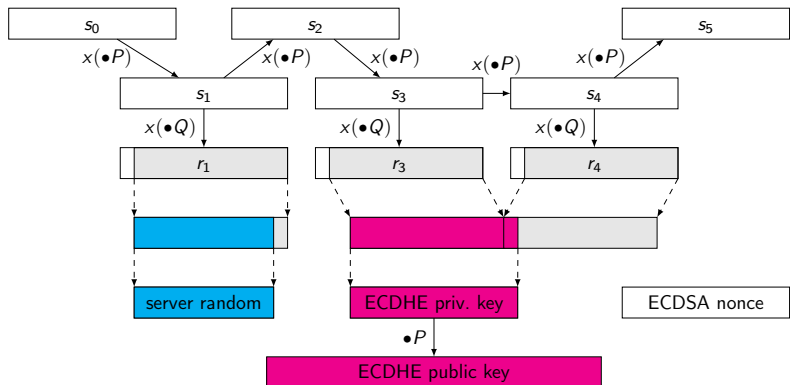 s0 s2 s5
x(•P) x(•P) x(•P) x(•P) x(•P)
s1 s3 s4
x(•Q) x(•Q) x(•Q)
r1 r3 r4
server random ECDHE priv. key ECDSA nonce
•P
ECDHE public key